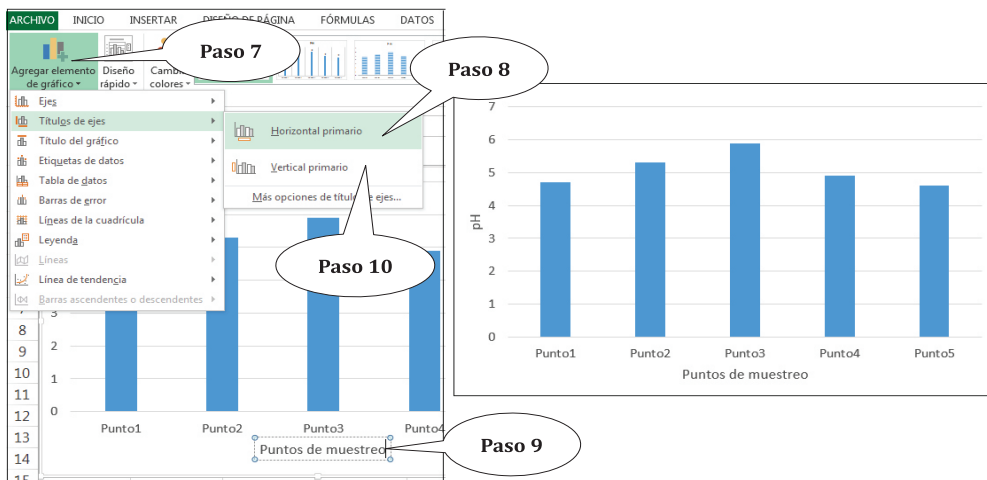 ARCHIVO INICIO INSERTAR DISEÑO DE PÁGINA FÓRMULAS DATOS
Paso 7
Paso 8
Agregar elemento de gráfico
Diseño rápido
colores
Ejes
Títulos de ejes
Título del gráfico
Etiquetas de datos
Tabla de datos
Barras de error
Líneas de la cuadrícula
Leyenda
Líneas
Línea de tendencia
Barras ascendentes o descendentes
Horizontal primario
Vertical primario
Más opciones de título ejes...
Paso 10
8
9
10
11
12
13
14
15
3
2
1
0
Punto1 Punto2 Punto3 Punto4
Puntos de muestreo
Paso 9
7
6
5
4
3
2
1
0
pH
Punto1 Punto2 Punto3 Punto4 Punto5
Puntos de muestreo